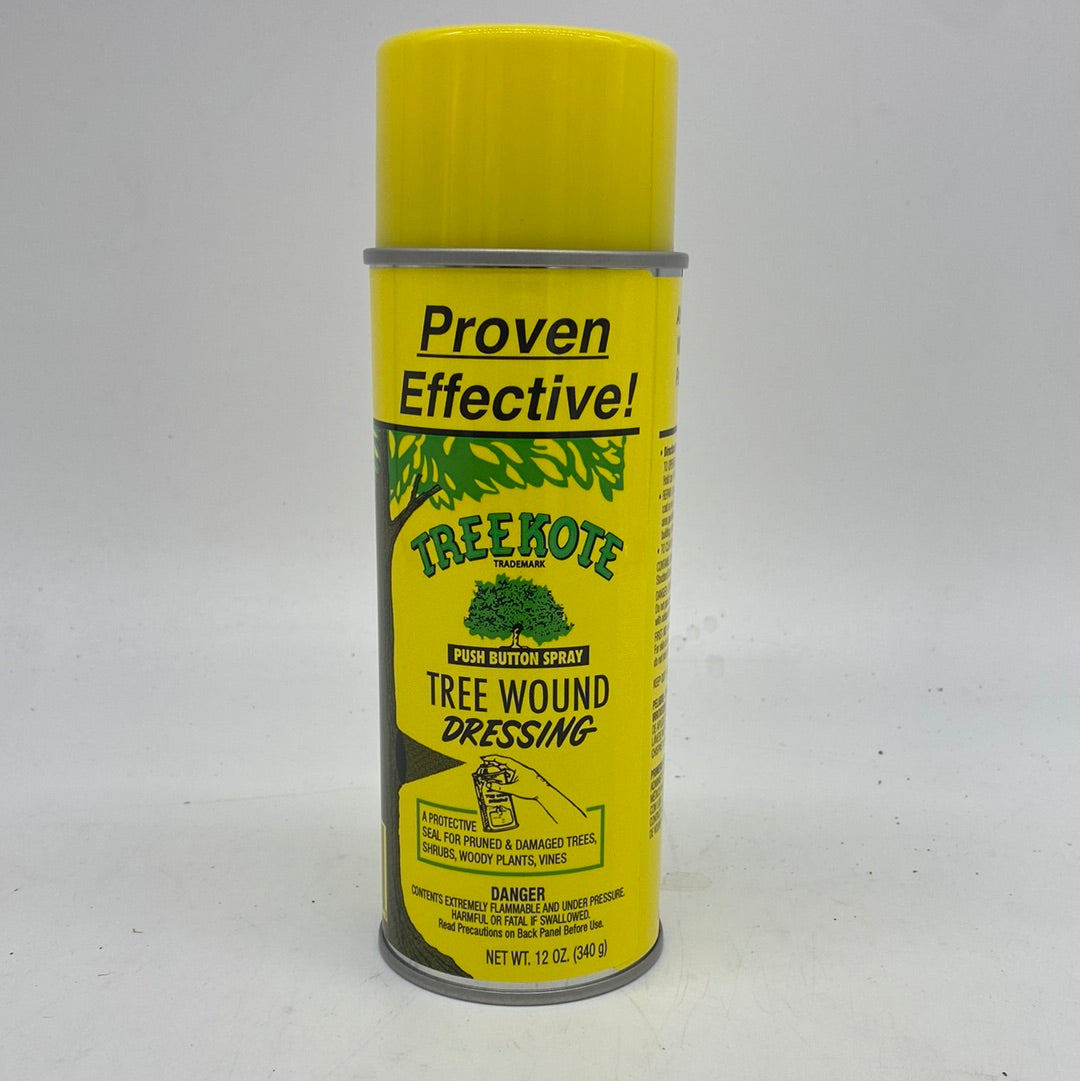 Proven
Effective!
TREEKOTE
TRADEMARK
PUSH BUTTON SPRAY
TREE WOUND
DRESSING
A PROTECTIVE
SEAL FOR PRUNED & DAMAGED TREES,
SHRUBS, WOODY PLANTS, VINES
DANGER
CONTENTS EXTREMELY FLAMMABLE AND UNDER PRESSURE.
HARMFUL OR FATAL IF SWALLOWED.
Read Precautions on Back Panel Before Use.
NET WT. 12 OZ. (340 g)